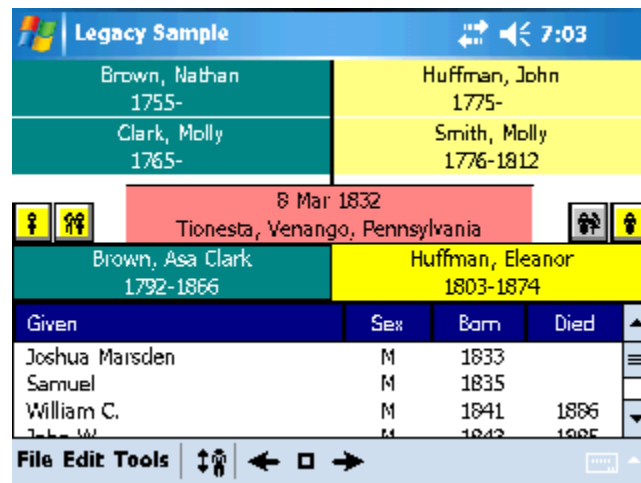 Legacy Sample 7:03
Brown, Nathan
1755-
Huffman, John
1775-
Clark, Molly
1765-
Smith, Molly
1776-1812
8 Mar 1832
Tionesta, Venango, Pennsylvania
Brown, Asa Clark
1792-1866
Huffman, Eleanor
1803-1874
Given Sex Born Died
Joshua Marsden M 1833
Samuel M 1835
William C. M 1841 1886
John W. M
File Edit Tools